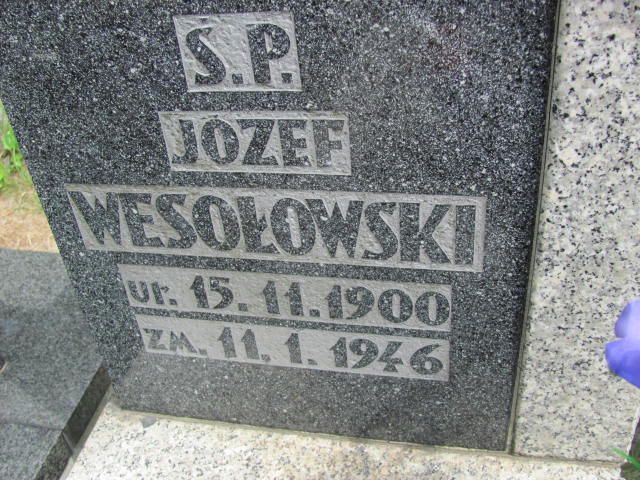 Ś.P.
JÓZEF
WESOŁOWSKI
ur. 15.11.1900
zm. 11.1.1946